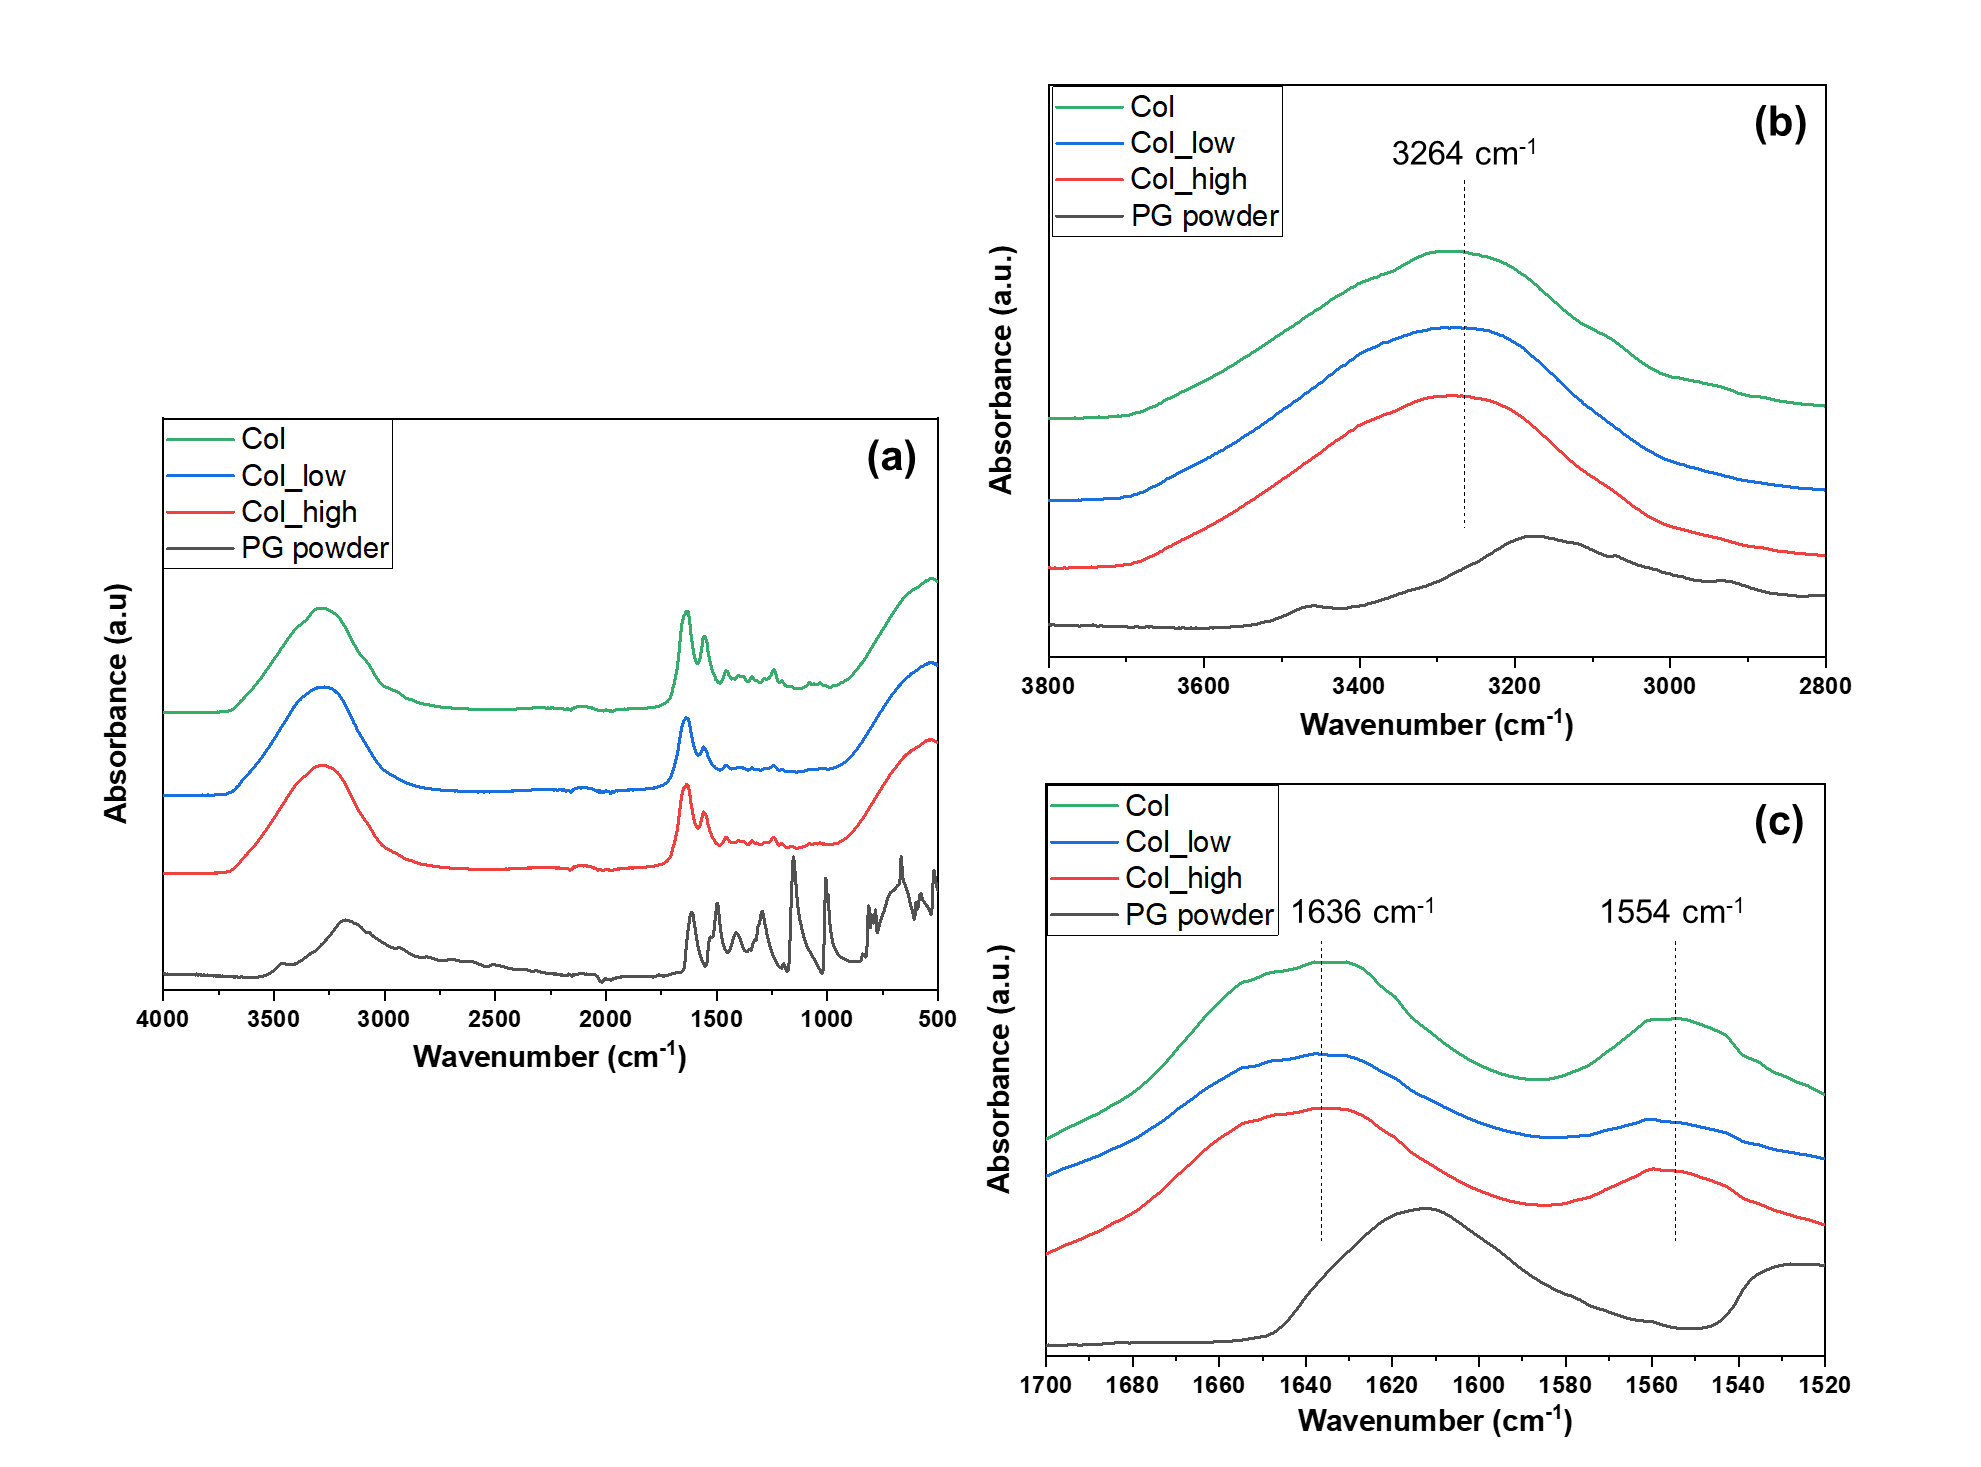 Col
Col_low
Col_high
PG powder
(a)
Absorbance (a.u)
4000 3500 3000 2500 2000 1500 1000 500
Wavenumber (cm-1)
Col
Col_low
Col_high
PG powder
(b)
3264 cm-1
Absorbance (a.u.)
3800 3600 3400 3200 3000 2800
Wavenumber (cm-1)
Col
Col_low
Col_high
PG powder
(c)
1636 cm-1
1554 cm-1
Absorbance (a.u.)
1700 1680 1660 1640 1620 1600 1580 1560 1540 1520
Wavenumber (cm-1)